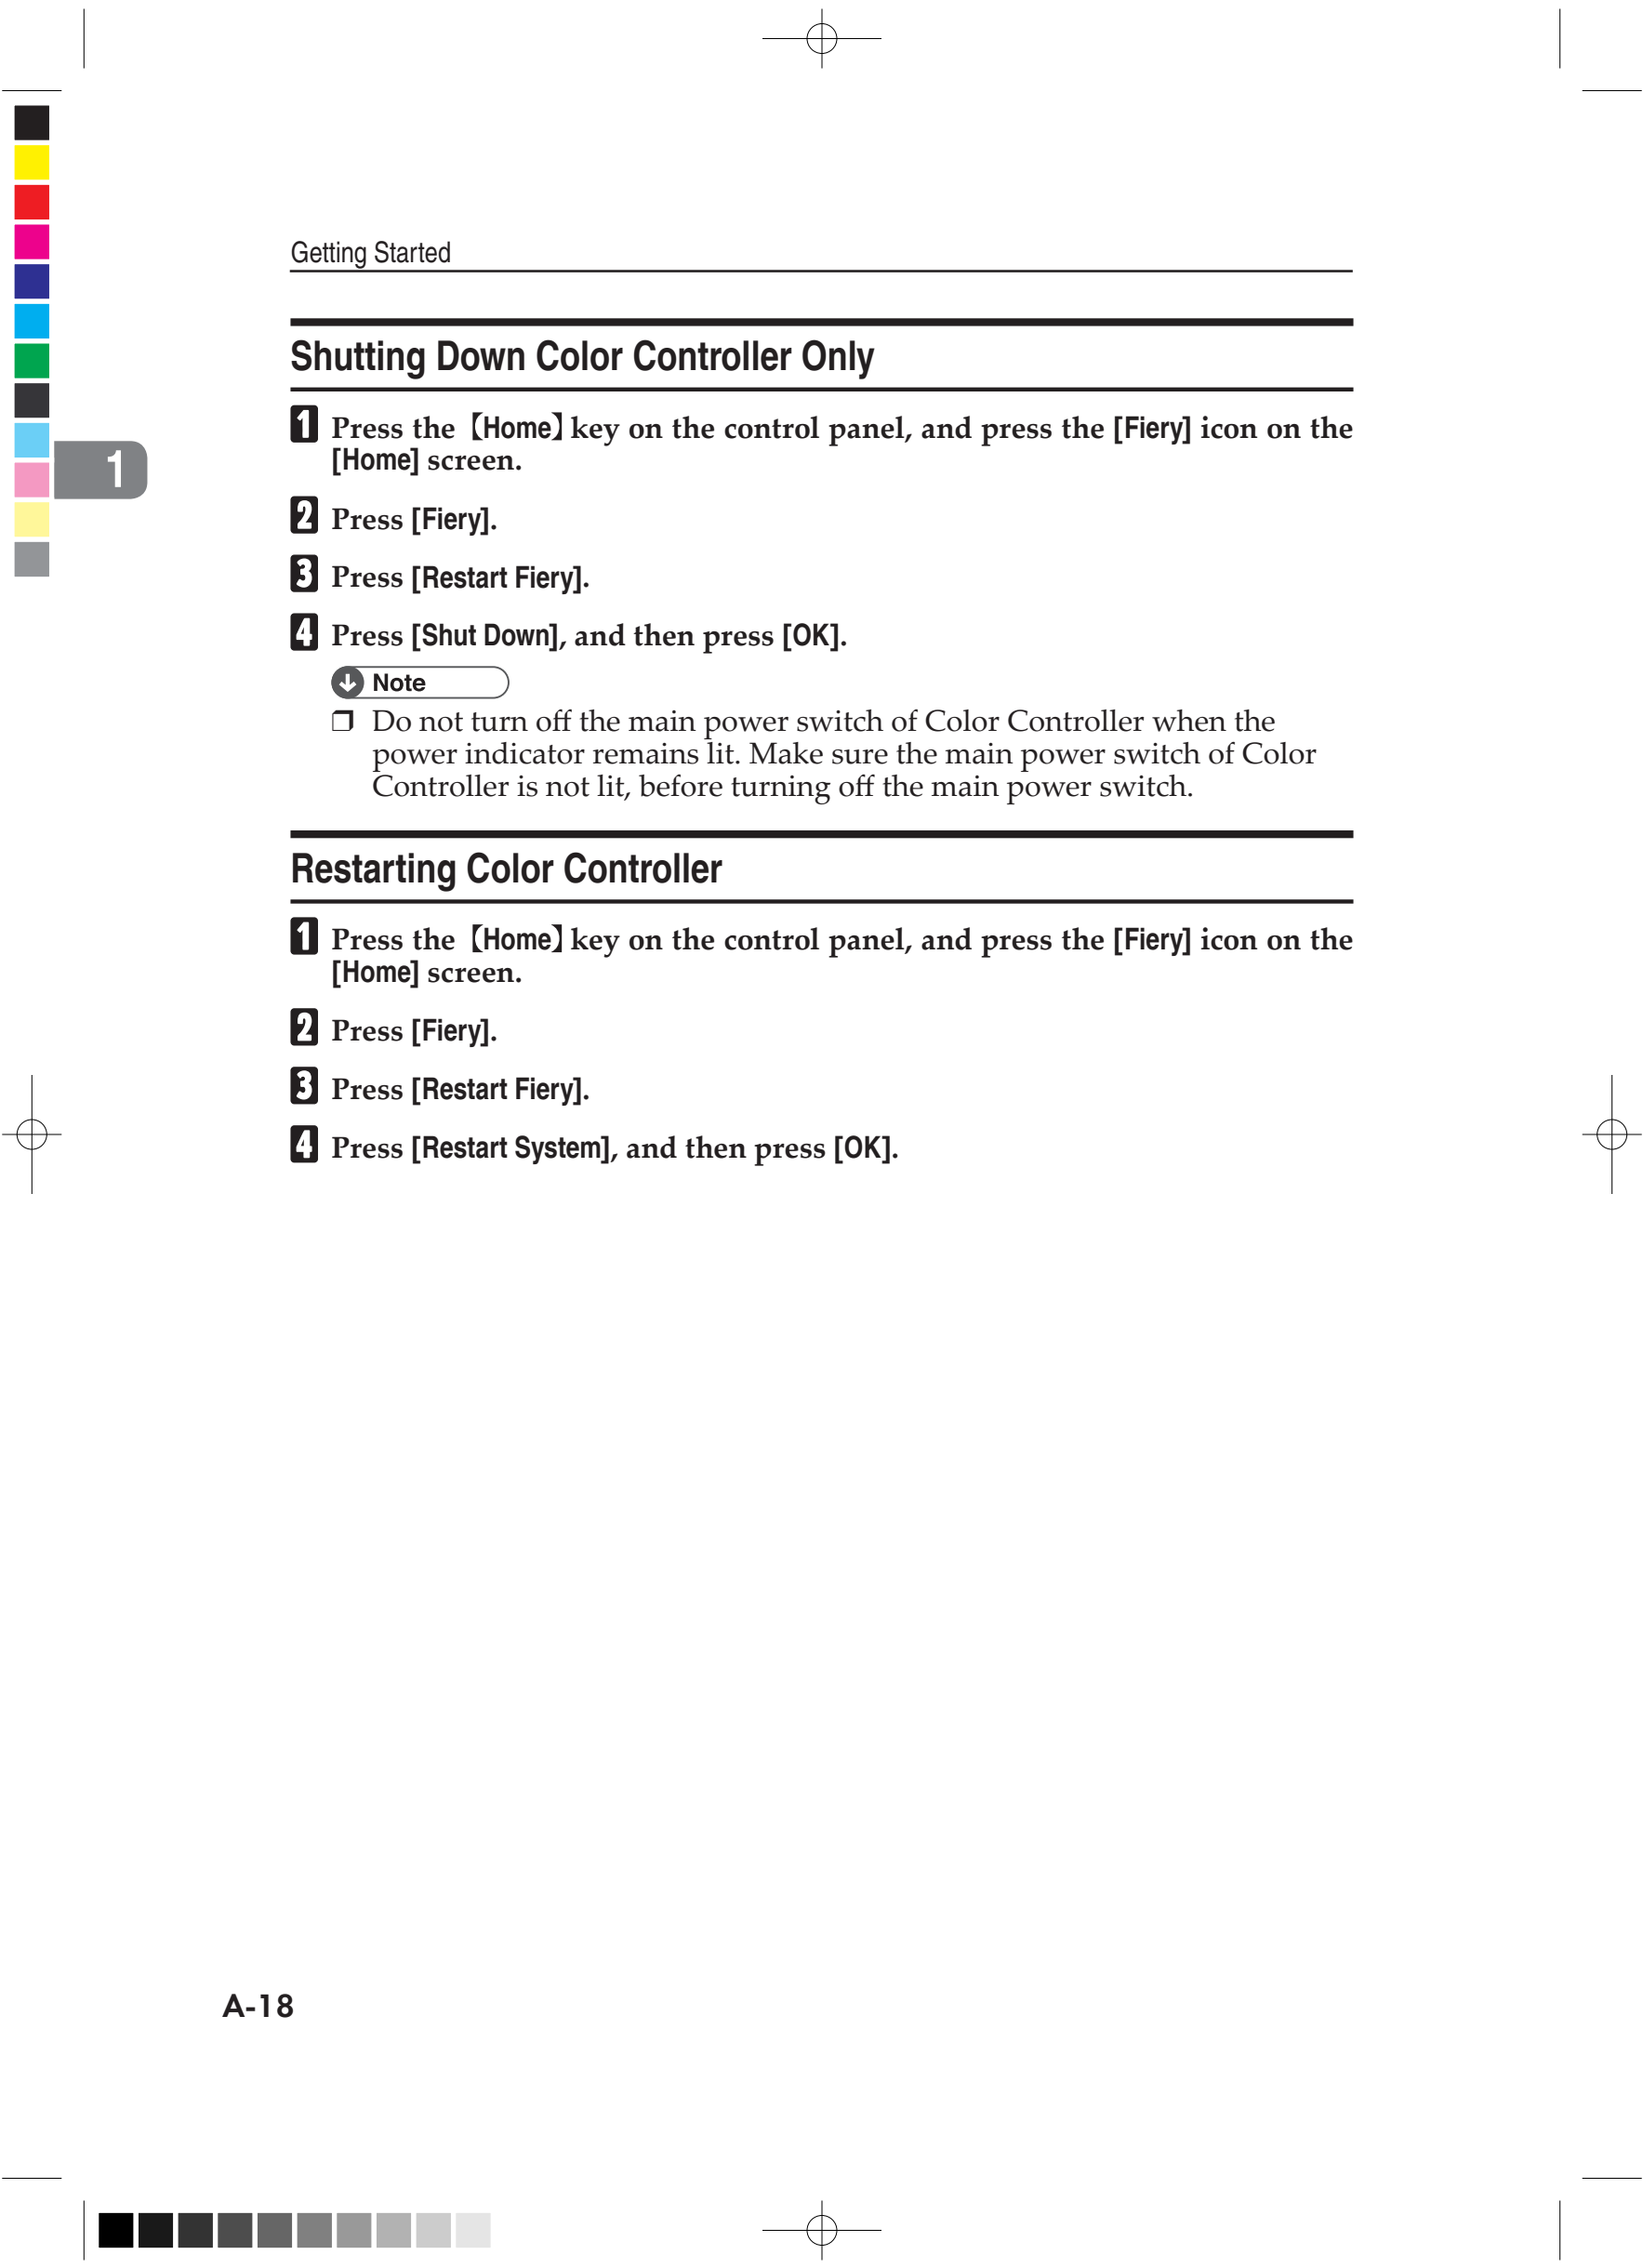 Getting Started
Shutting Down Color Controller Only
1 Press the 【Home】 key on the control panel, and press the [Fiery] icon on the
[Home] screen.
1
2 Press [Fiery].
3 Press [Restart Fiery].
4 Press [Shut Down], and then press [OK].
Note
❒ Do not turn off the main power switch of Color Controller when the
power indicator remains lit. Make sure the main power switch of Color
Controller is not lit, before turning off the main power switch.
Restarting Color Controller
1 Press the 【Home】 key on the control panel, and press the [Fiery] icon on the
[Home] screen.
2 Press [Fiery].
3 Press [Restart Fiery].
4 Press [Restart System], and then press [OK].
A-18